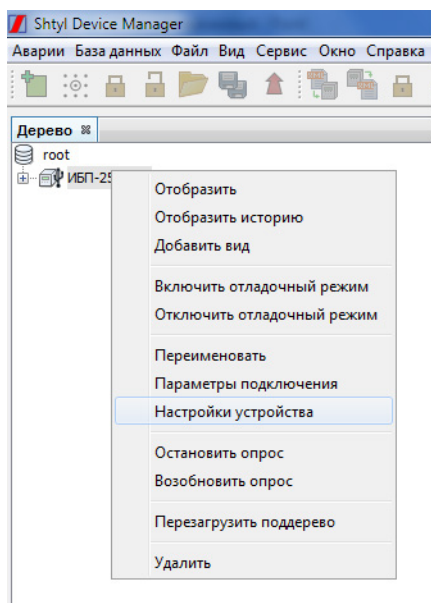 Shtyl Device Manager
Аварии База данных Файл Вид Сервис Окно Справка
Дерево
root
ИБП-25
Отобразить
Отобразить историю
Добавить вид
Включить отладочный режим
Отключить отладочный режим
Переименовать
Параметры подключения
Настройки устройства
Остановить опрос
Возобновить опрос
Перезагрузить поддерево
Удалить